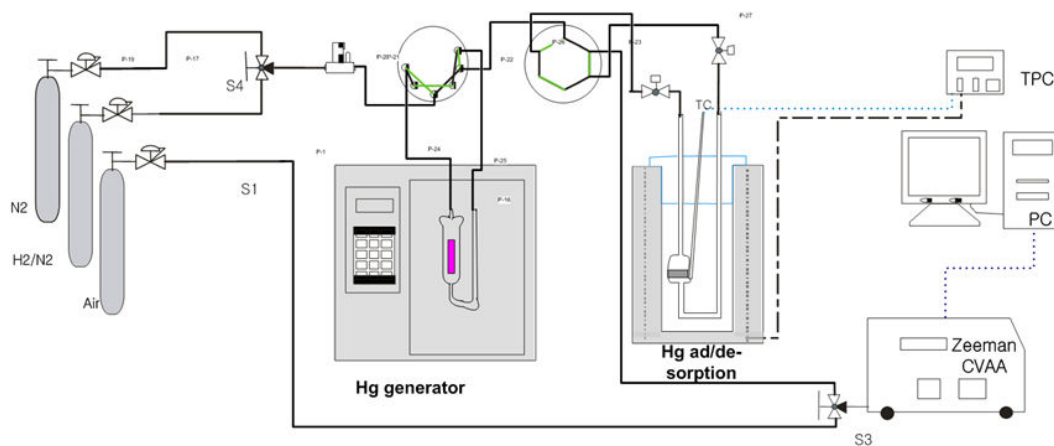 P-27
P-19
P-17
P-20
P-21
P-22
P-26
P-23
S4
TPC
TC
P-1
P-24
P-25
S1
P-16
N2
PC
H2/N2
Air
Hg generator
Hg ad/de-
sorption
Zeeman
CVAA
S3